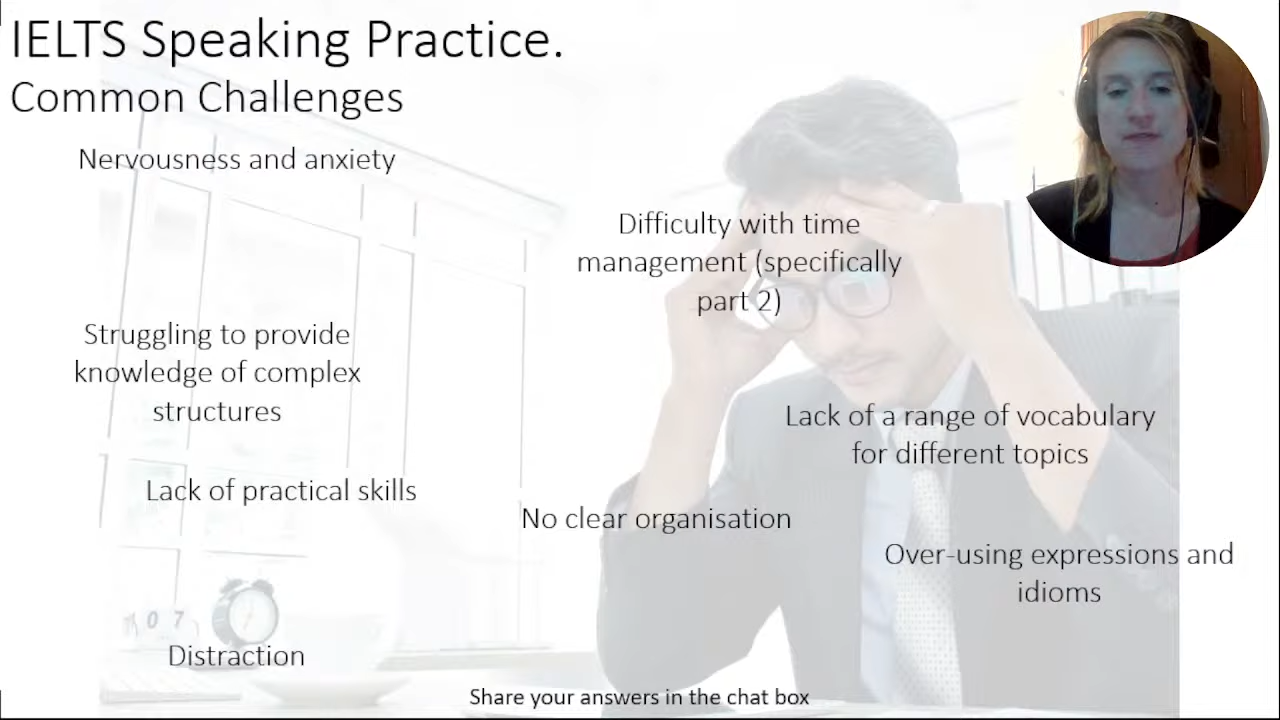 IELTS Speaking Practice.
Common Challenges
Nervousness and anxiety
Difficulty with time
management (specifically
part 2)
Struggling to provide
knowledge of complex
structures
Lack of a range of vocabulary
for different topics
Lack of practical skills
No clear organisation
Over-using expressions and
idioms
07
Distraction
Share your answers in the chat box